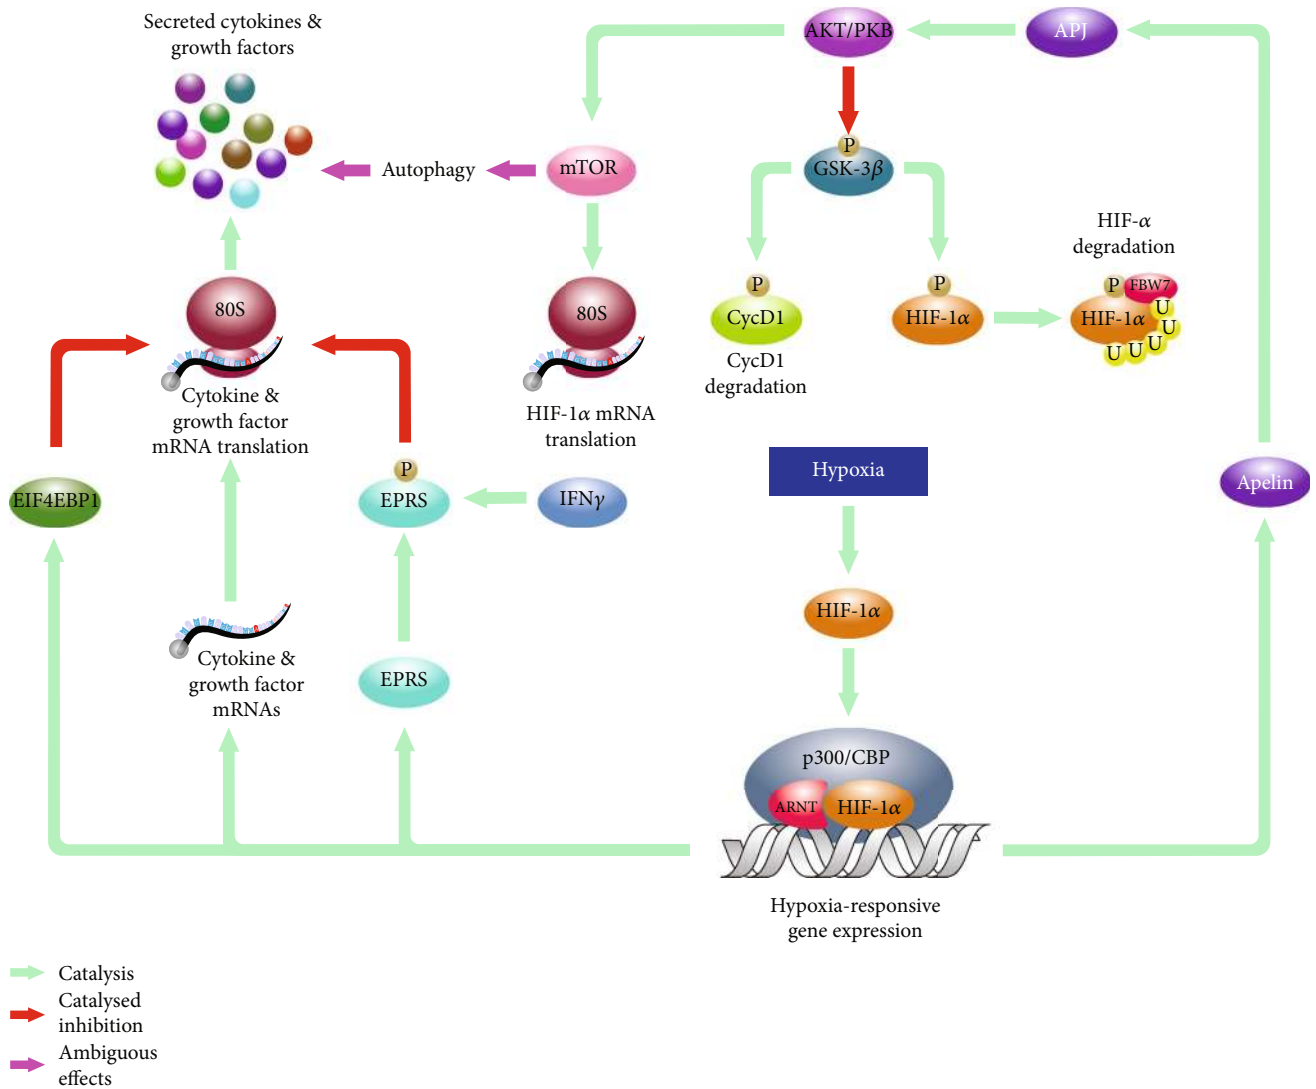 Secreted cytokines &
growth factors
AKT/PKB
APJ
Autophagy
mTOR
P
GSK-3β
HIF-α
degradation
80S
80S
P
CycD1
CycD1
degradation
P
HIF-1α
P
FBW7
HIF-1α
U
U
U
U
U
Cytokine &
growth factor
mRNA translation
HIF-1α mRNA
translation
Hypoxia
EIF4EBP1
P
EPRS
IFNγ
Apelin
HIF-1α
Cytokine &
growth factor
mRNAs
EPRS
p300/CBP
ARNT
HIF-1α
Hypoxia-responsive
gene expression
Catalysis
Catalysed
inhibition
Ambiguous
effects